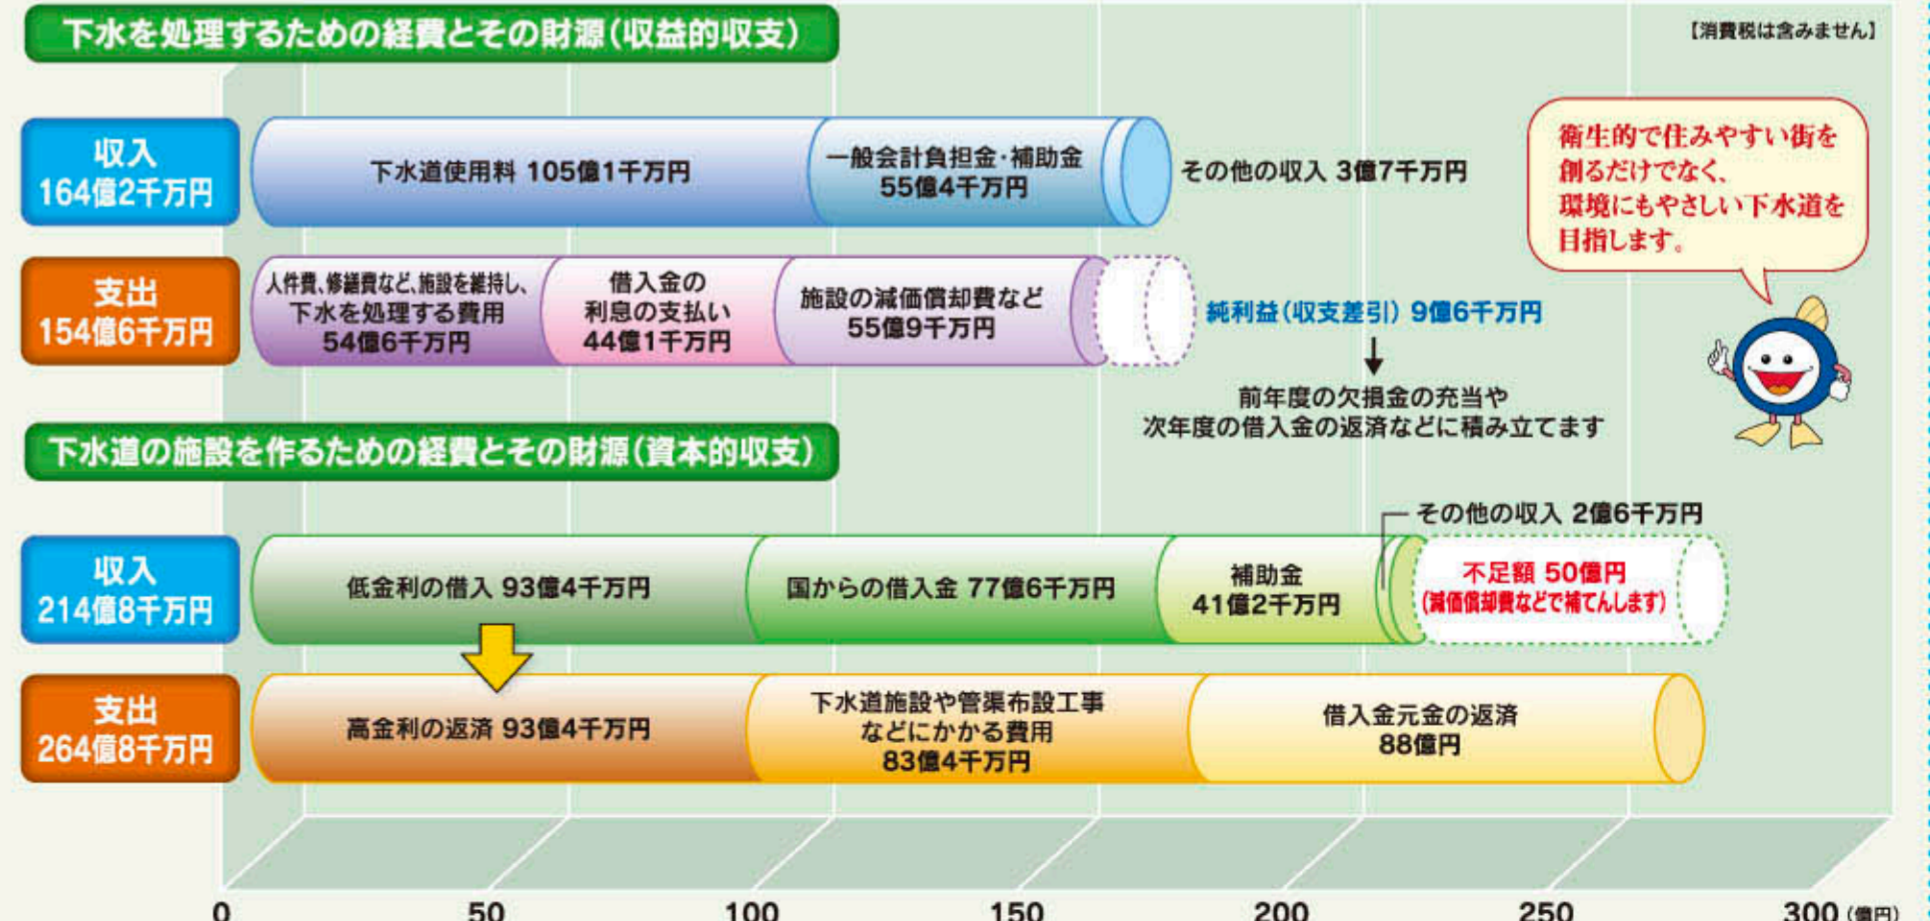 下水を処理するための経費とその財源(収益的収支)
【消費税は含みません】
収入
164億2千万円
下水道使用料 105億1千万円
一般会計負担金・補助金
55億4千万円
その他の収入 3億7千万円
衛生的で住みやすい街を
創るだけでなく、
環境にもやさしい下水道を
目指します。
支出
154億6千万円
人件費、修繕費など、施設を維持し、
下水を処理する費用
54億6千万円
借入金の
利息の支払い
44億1千万円
施設の減価償却費など
55億9千万円
純利益(収支差引) 9億6千万円
前年度の欠損金の充当や
次年度の借入金の返済などに積み立てます
下水道の施設を作るための経費とその財源(資本的収支)
収入
214億8千万円
低金利の借入 93億4千万円
国からの借入金 77億6千万円
補助金
41億2千万円
その他の収入 2億6千万円
不足額 50億円
(減価償却費などで補てんします)
支出
264億8千万円
高金利の返済 93億4千万円
下水道施設や管渠布設工事
などにかかる費用
83億4千万円
借入金元金の返済
88億円
0 50 100 150 200 250 300 (億円)